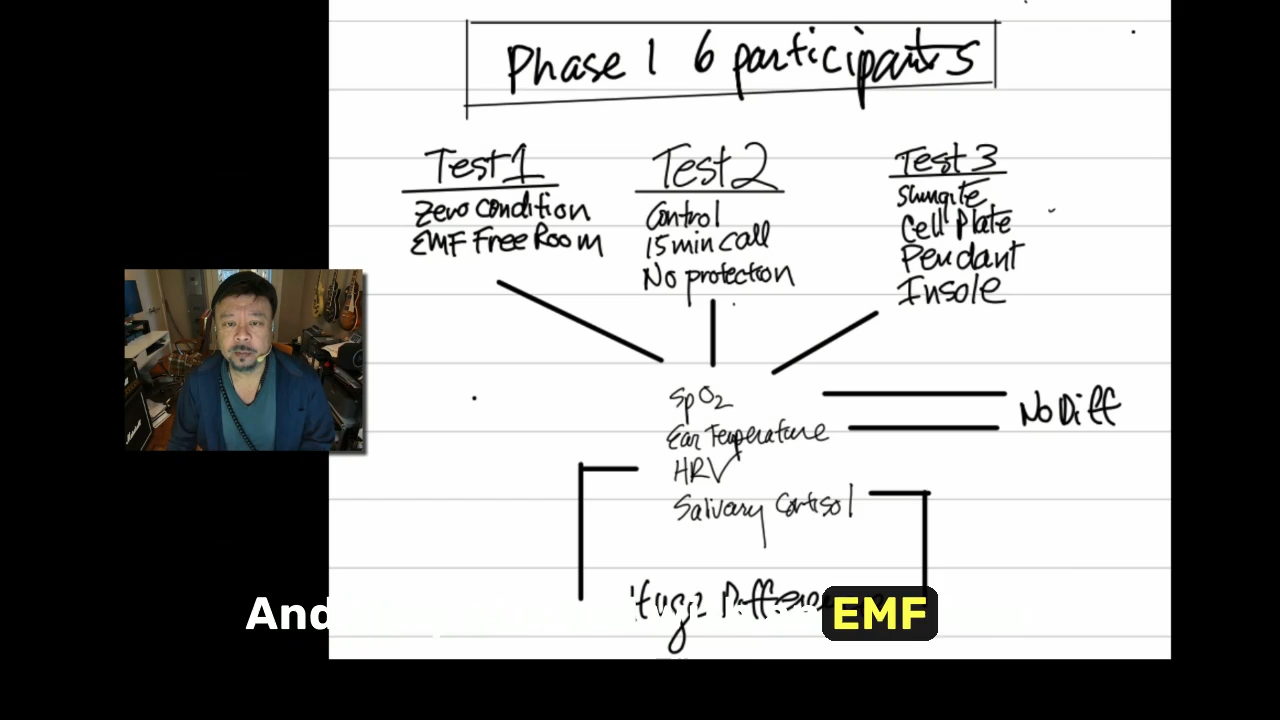 Phase 1 6 participants
Test 1
Zero condition
EMF Free Room
Test 2
Control
15 min call
No protection
Test 3
Shungite
Cell Plate
Pendant
Insole
SpO2
Ear Temperature
HRV
Salivary Cortisol
No Diff
Huge
And EMF